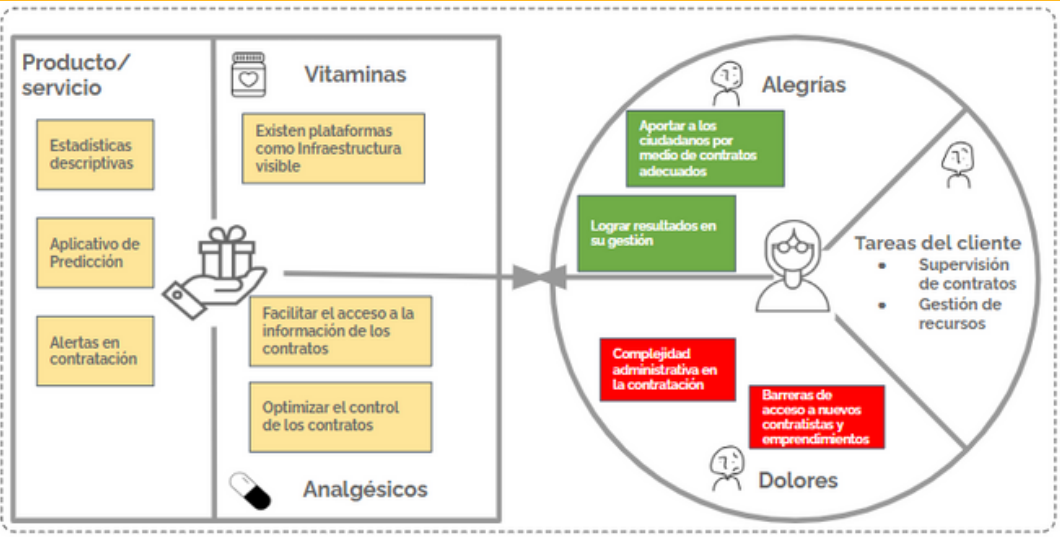 Producto/
servicio
Estadísticas
descriptivas
Aplicativo de
Predicción
Alertas en
contratación
Vitaminas
Existen plataformas
como Infraestructura
visible
Facilitar el acceso a la
información de los
contratos
Optimizar el control
de los contratos
Analgésicos
Alegrías
Aportar a los
ciudadanos por
medio de contratos
adecuados
Lograr resultados en
su gestión
Tareas del cliente
• Supervisión
de contratos
• Gestión de
recursos
Complejidad
administrativa en
la contratación
Barreras de
acceso a nuevos
contratistas y
emprendimientos
Dolores